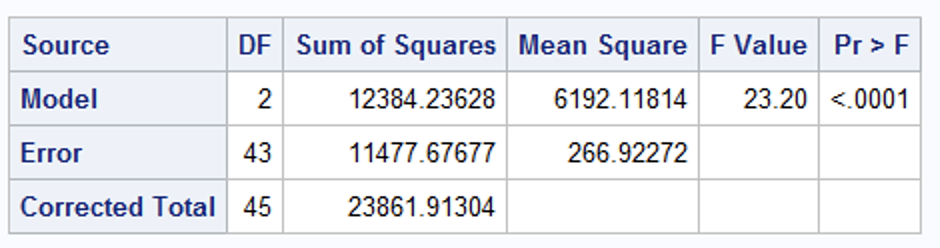 Source DF Sum of Squares Mean Square F Value Pr > F
Model 2 12384.23628 6192.11814 23.20 <.0001
Error 43 11477.67677 266.92272
Corrected Total 45 23861.91304